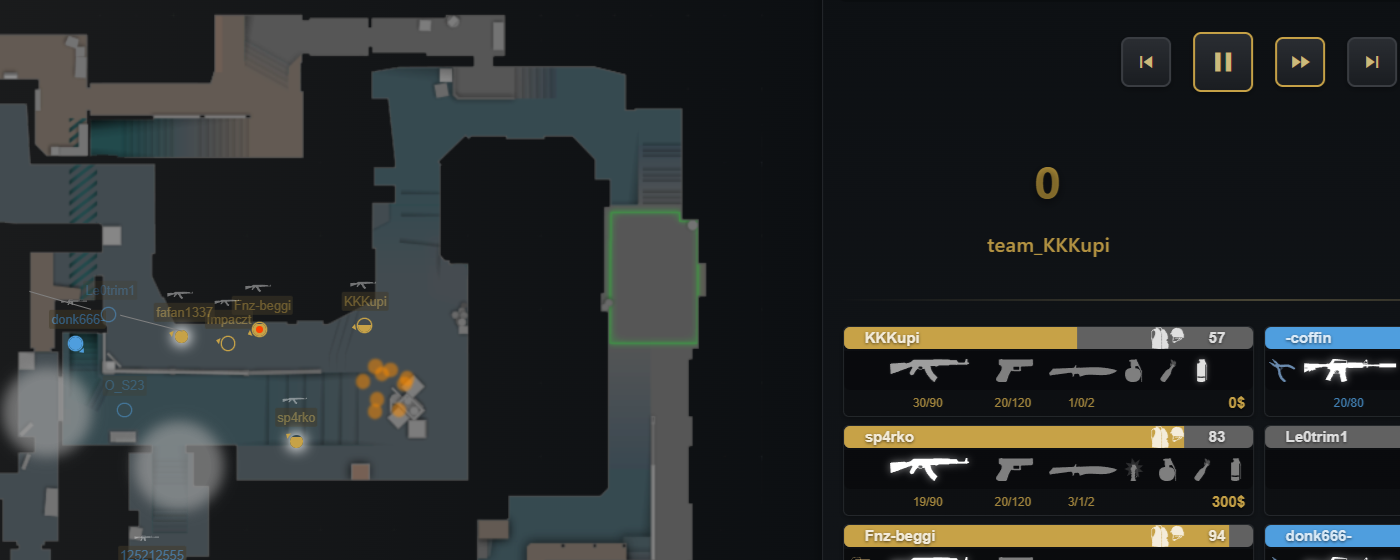 Le0trim1
donk666-
fafan1337
Impaczt
Fnz-beggi
KKKupi
O_S23
sp4rko
125212555
0
team_KKKupi
KKKupi 57
30/90 20/120 1/0/2 0$
sp4rko 83
19/90 20/120 3/1/2 300$
Fnz-beggi 94
-coffin
20/80
Le0trim1
donk666-